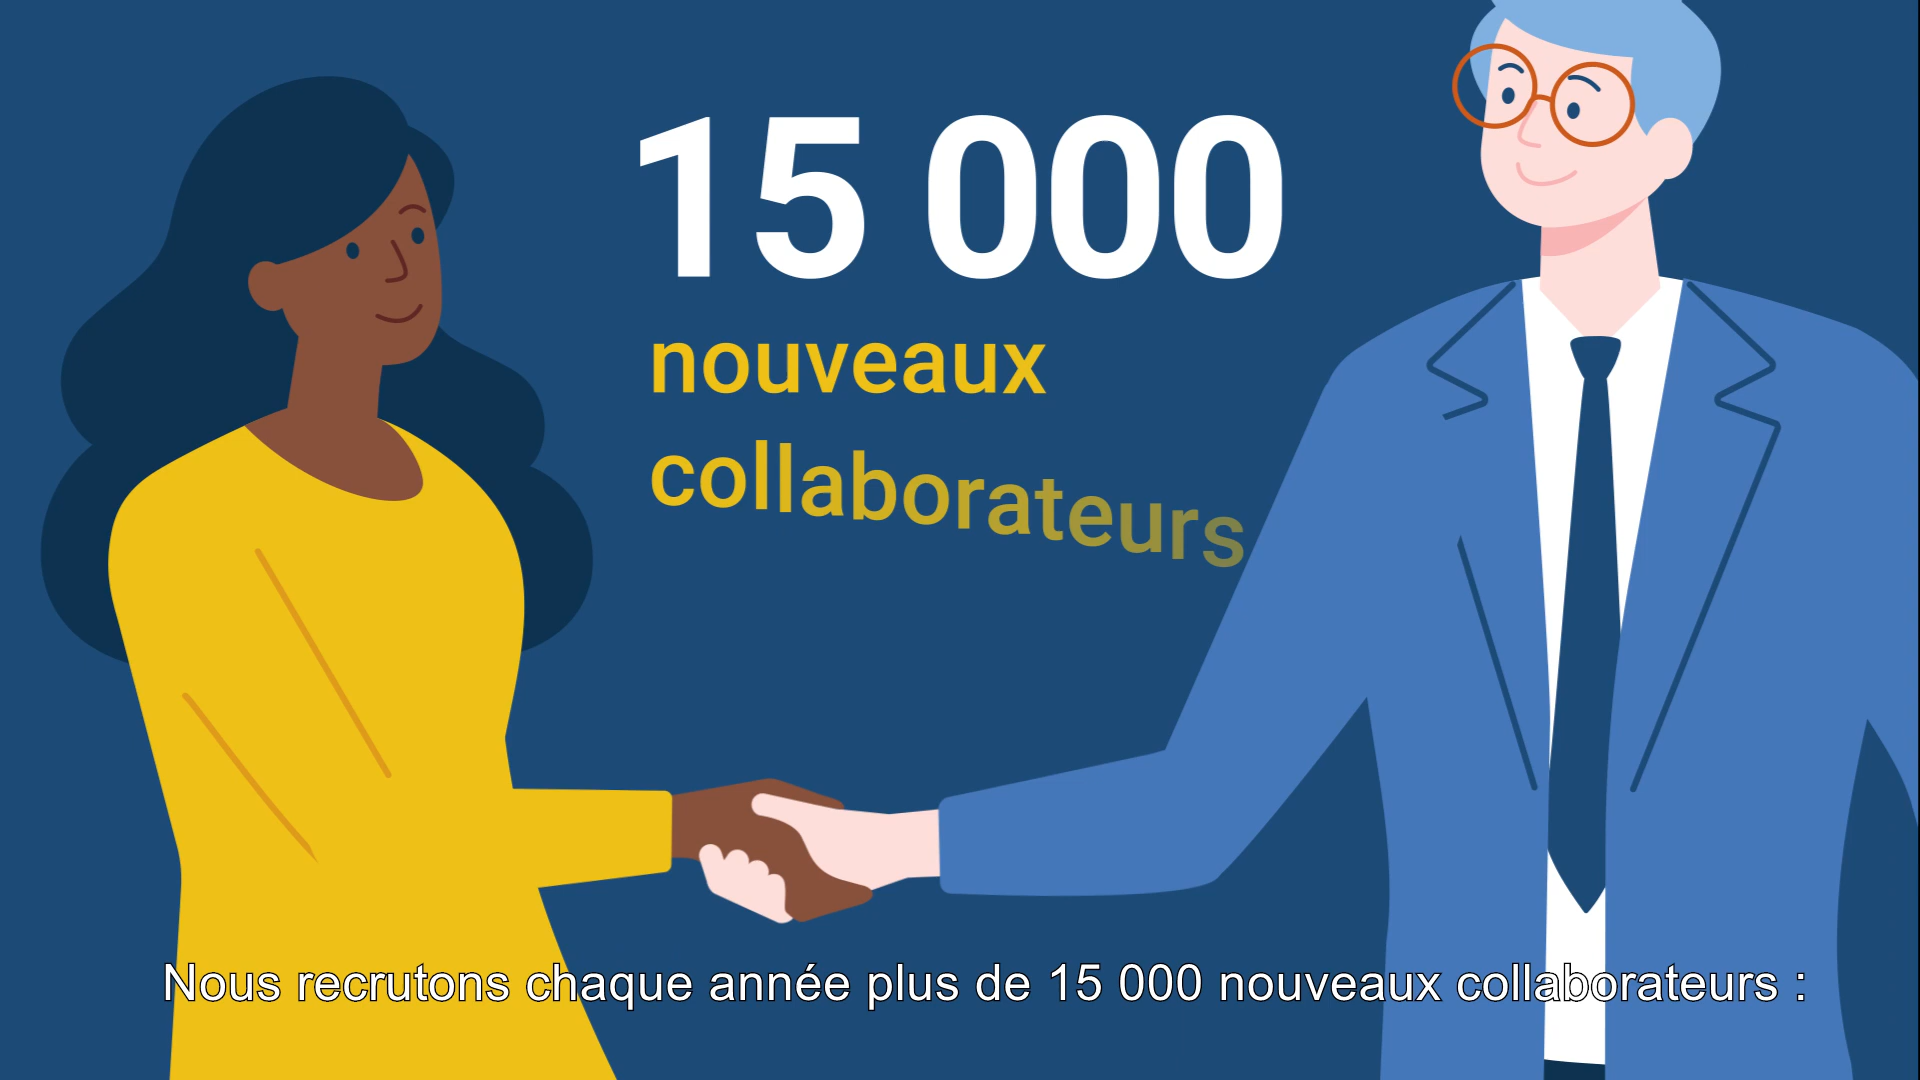 15 000
nouveaux
collaborateurs
Nous recrutons chaque année plus de 15 000 nouveaux collaborateurs :